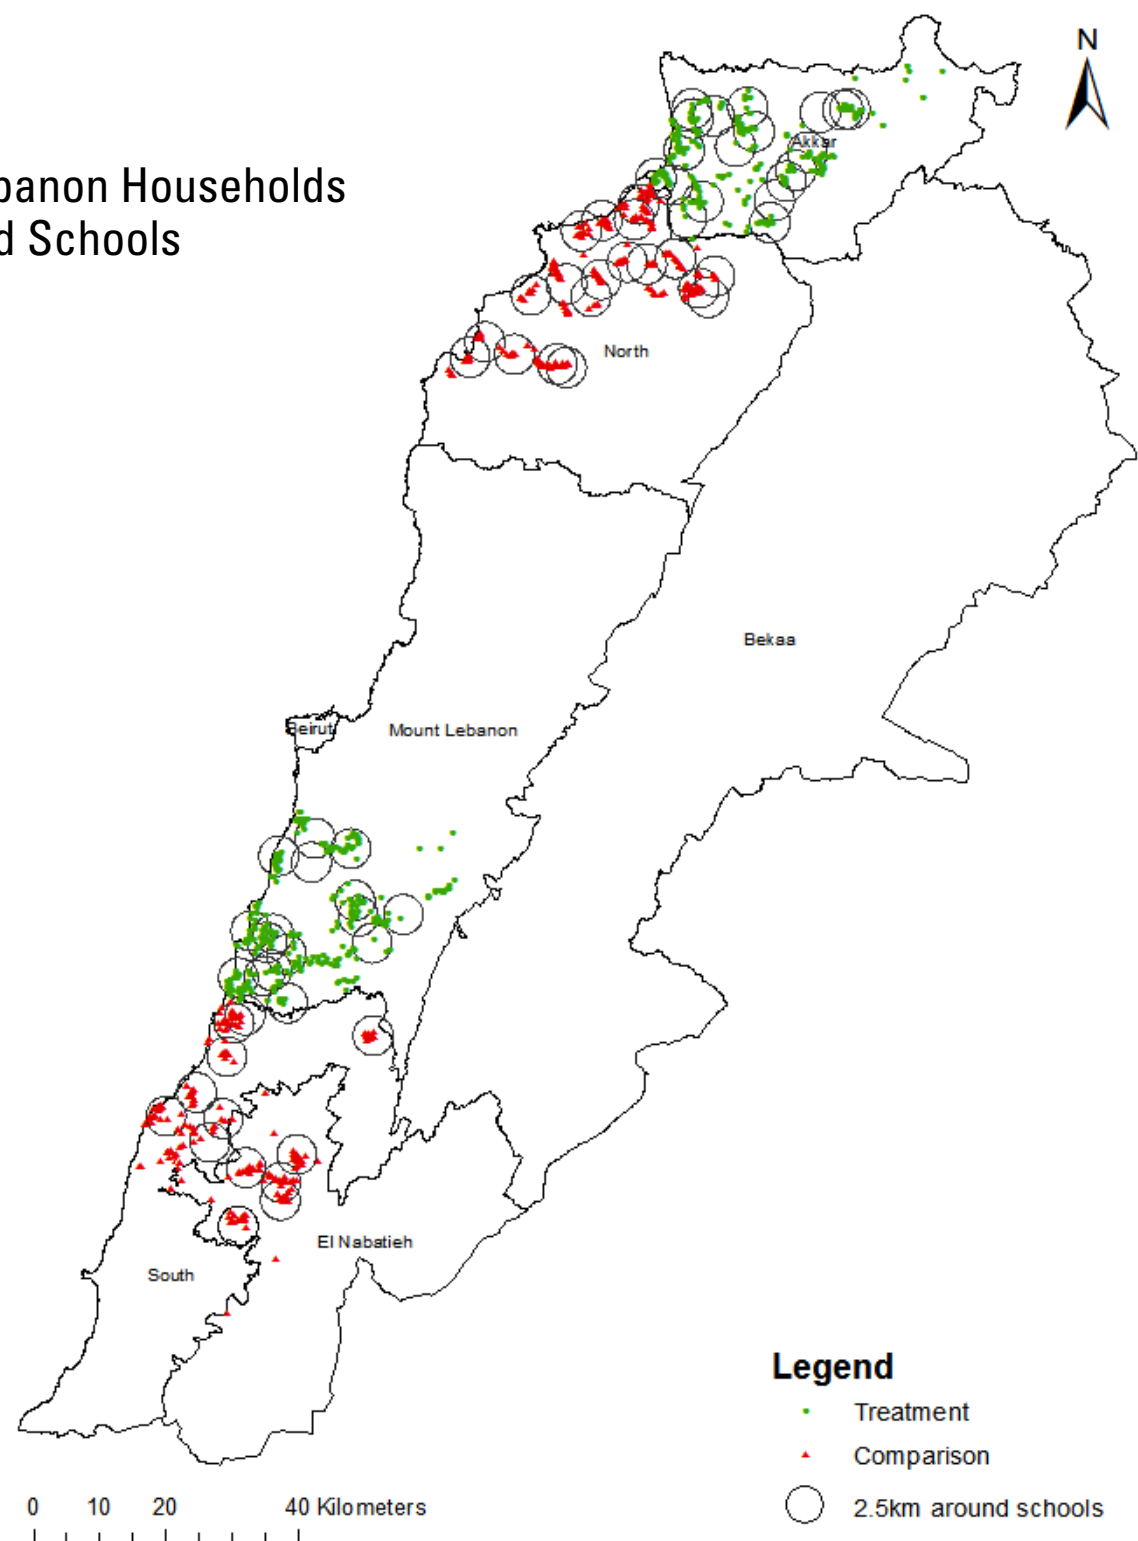 banon Households
d Schools
N
Akkar
North
Bekaa
Beirut
Mount Lebanon
El Nabatieh
South
Legend
Treatment
Comparison
2.5km around schools
0 10 20 40 Kilometers